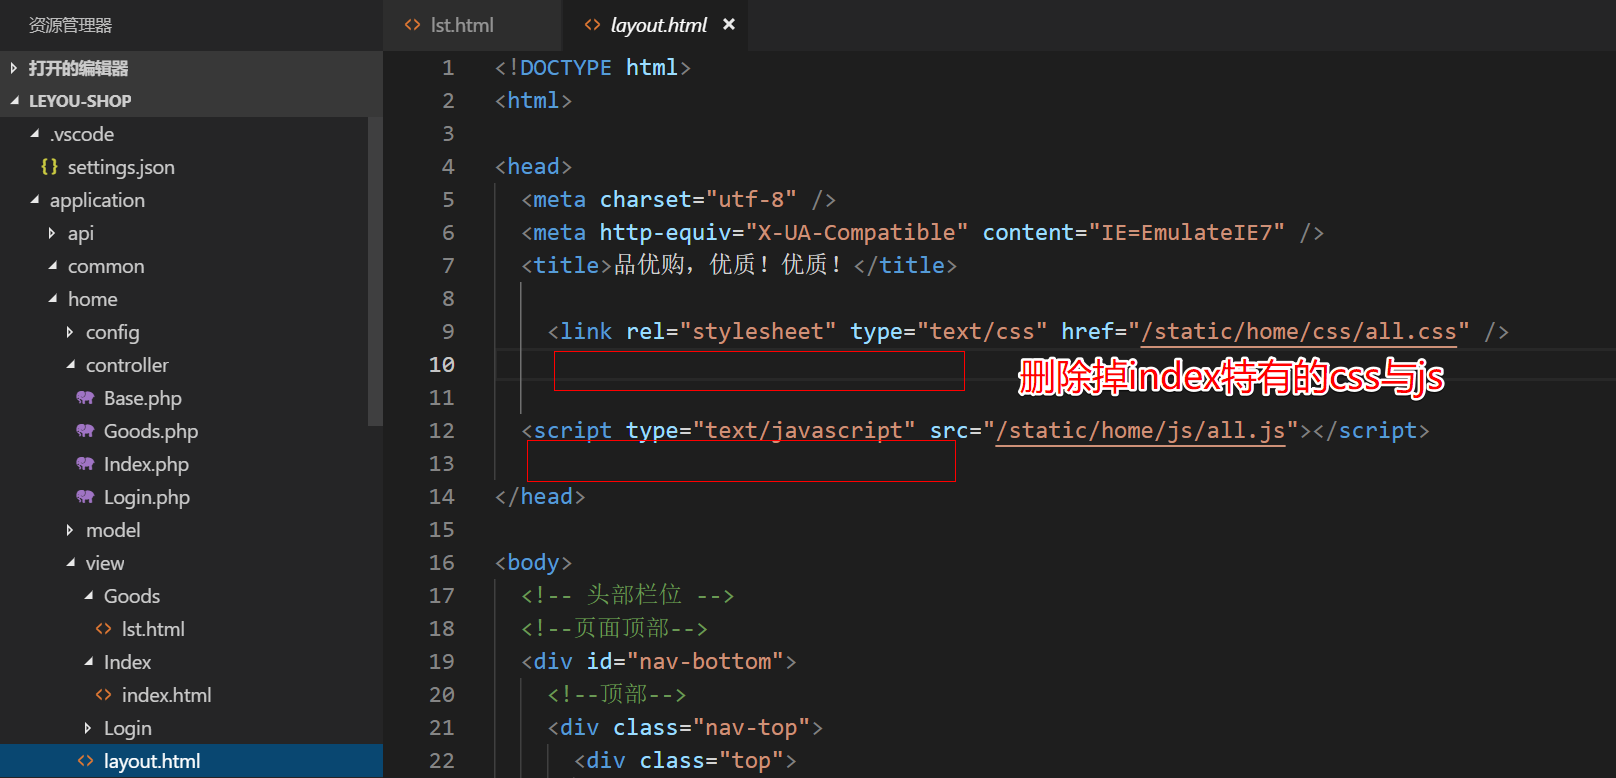 资源管理器
打开的编辑器
LEYOU-SHOP
.vscode
{} settings.json
application
api
common
home
config
controller
Base.php
Goods.php
Index.php
Login.php
model
view
Goods
<> lst.html
Index
<> index.html
Login
<> layout.html
<> lst.html
<> layout.html ×
1 <!DOCTYPE html>
2 <html>
3
4 <head>
5 <meta charset="utf-8" />
6 <meta http-equiv="X-UA-Compatible" content="IE=EmulateIE7" />
7 <title>品优购，优质！优质！</title>
8
9 <link rel="stylesheet" type="text/css" href="/static/home/css/all.css" />
10
删除掉index特有的css与js
11
12 <script type="text/javascript" src="/static/home/js/all.js"></script>
13
14 </head>
15
16 <body>
17 <!-- 头部栏位 -->
18 <!--页面顶部-->
19 <div id="nav-bottom">
20 <!--顶部-->
21 <div class="nav-top">
22 <div class="top">